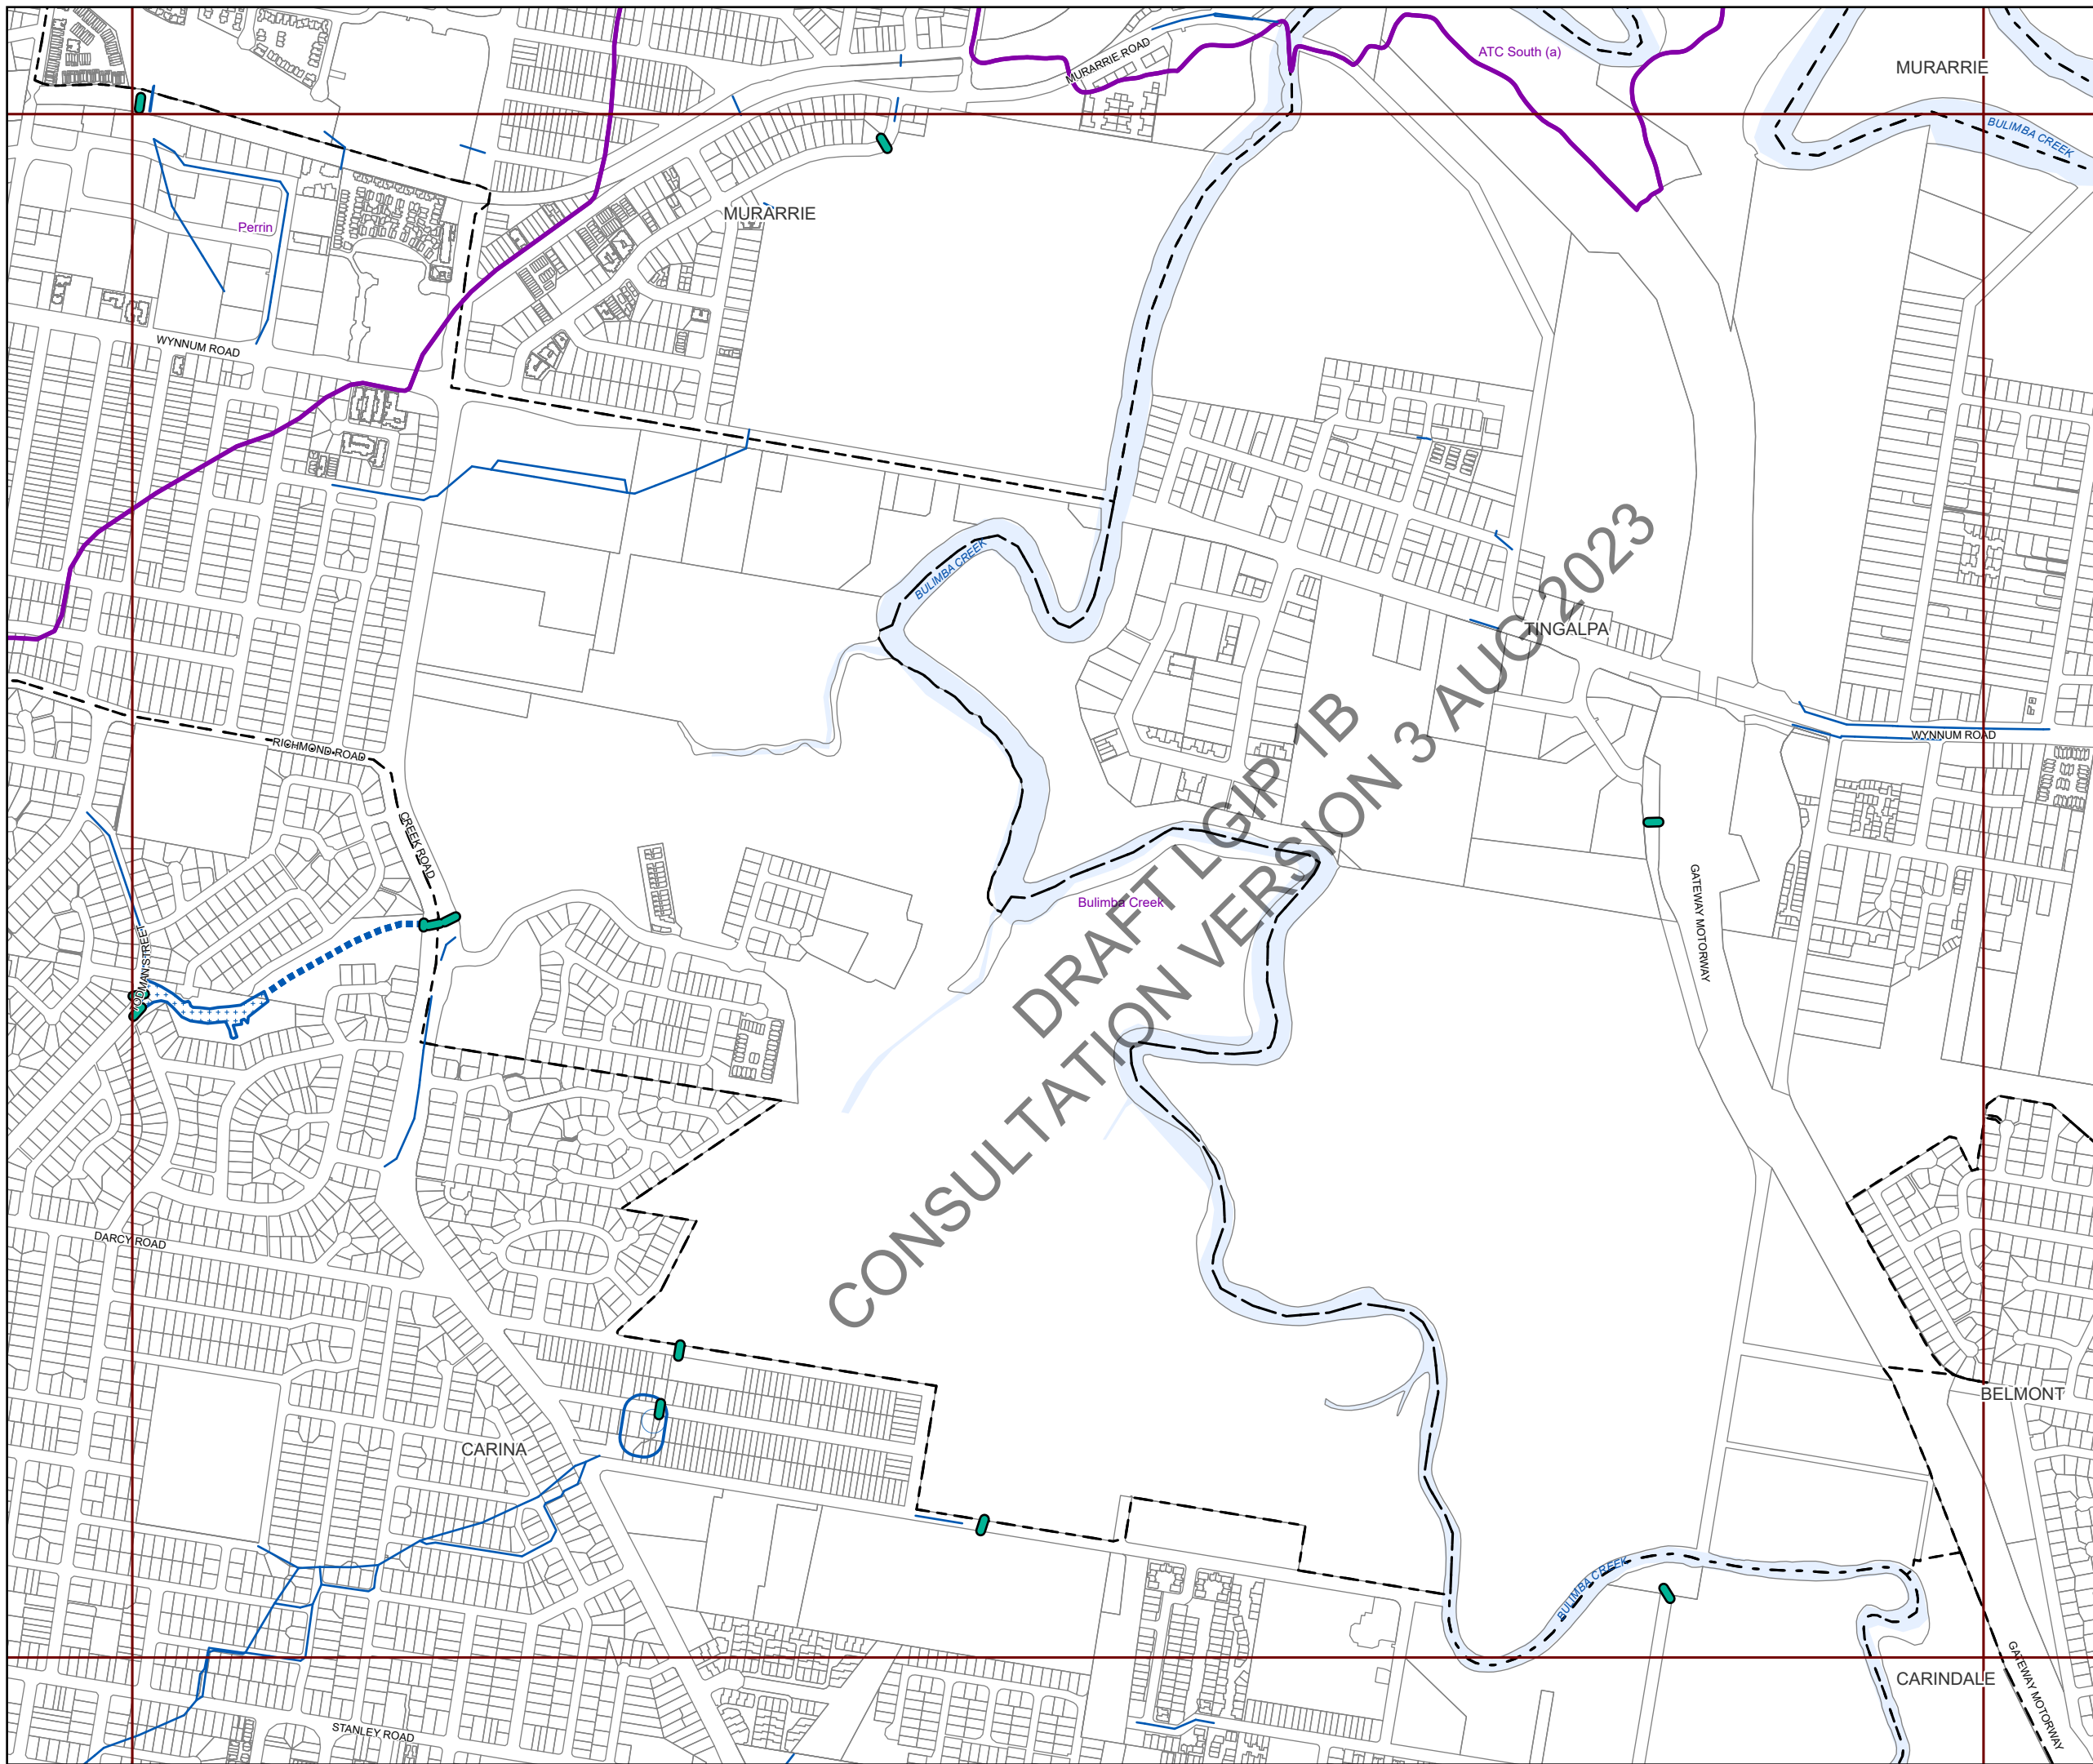 MURARRIE ROAD
ATC South (a)
MURARRIE
BULIMBA CREEK
MURARRIE
Perrin
WYNNUM ROAD
BULIMBA CREEK
TINGALPA
RICHMOND ROAD
WYNNUM ROAD
CREEK ROAD
Bulimba Creek
GATEWAY MOTORWAY
DRAFT LGIP 1B
CONSULTATION VERSION 3 AUG 2023
DARCY ROAD
BELMONT
CARINA
BULIMBA CREEK
CARINDALE
GATEWAY MOTORWAY
STANLEY ROAD